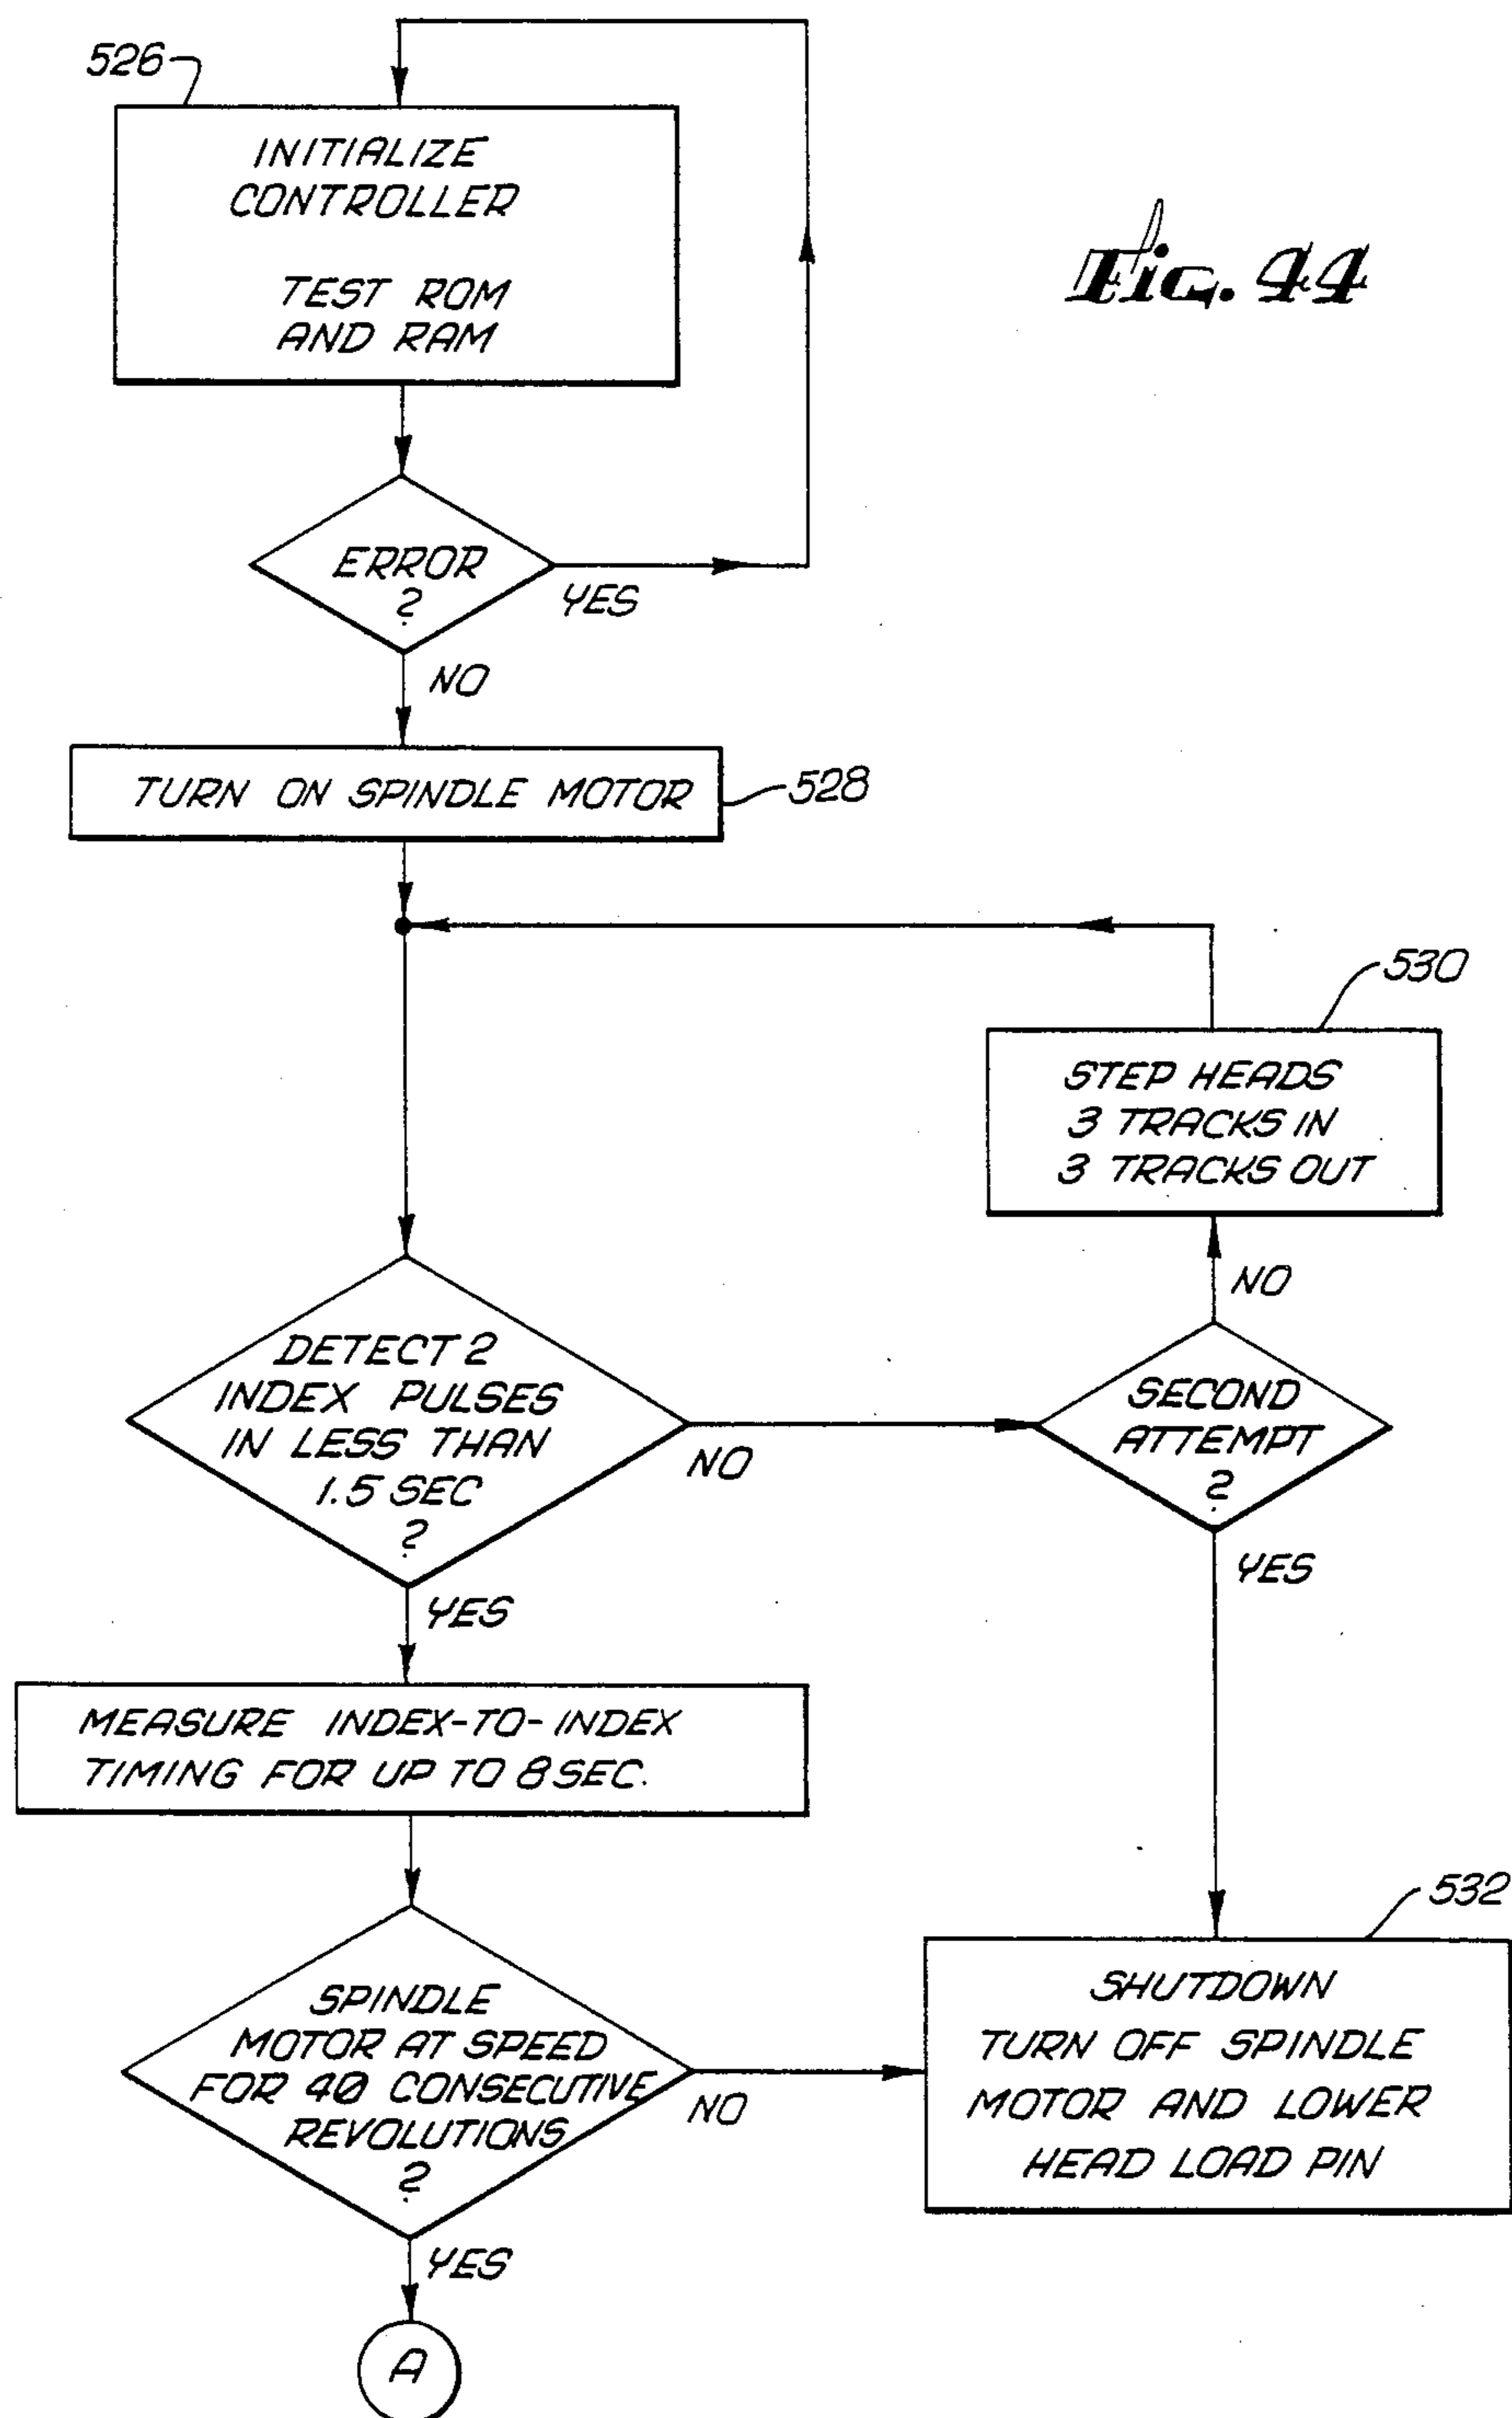 526
INITIALIZE
CONTROLLER
TEST ROM
AND RAM
Fig. 44
ERROR
?
YES
NO
TURN ON SPINDLE MOTOR
528
530
STEP HEADS
3 TRACKS IN
3 TRACKS OUT
NO
DETECT 2
INDEX PULSES
IN LESS THAN
1.5 SEC
?
NO
SECOND
ATTEMPT
?
YES
YES
MEASURE INDEX-TO-INDEX
TIMING FOR UP TO 8 SEC.
532
SPINDLE
MOTOR AT SPEED
FOR 40 CONSECUTIVE
REVOLUTIONS
?
NO
SHUTDOWN
TURN OFF SPINDLE
MOTOR AND LOWER
HEAD LOAD PIN
YES
A